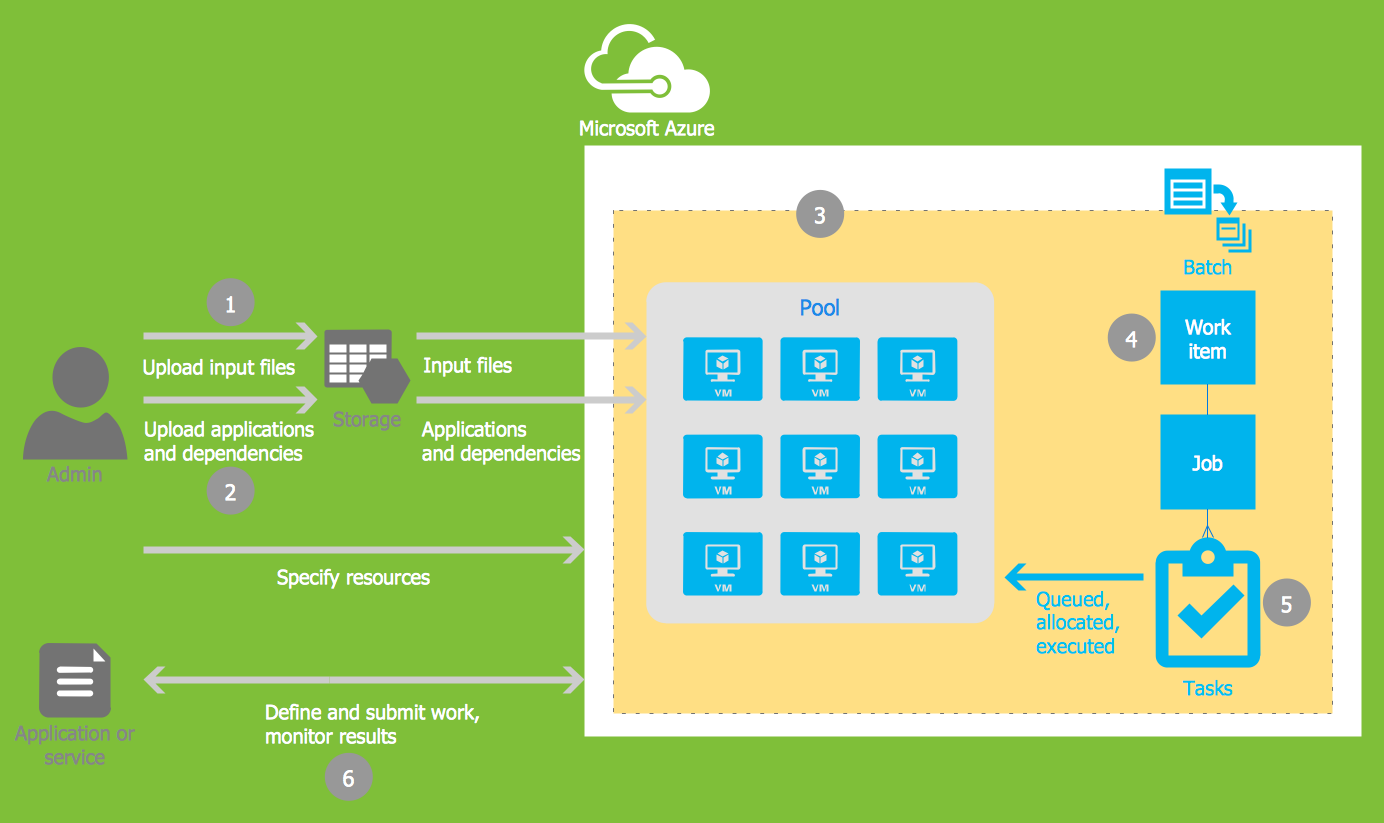 Microsoft Azure
3
Batch
1
Upload input files
Input files
Storage
Upload applications
and dependencies
Applications
and dependencies
Admin
2
Pool
VM
VM
VM
VM
VM
VM
VM
VM
VM
4
Work
item
Job
Specify resources
Queued,
allocated,
executed
5
Tasks
Application or
service
Define and submit work,
monitor results
6